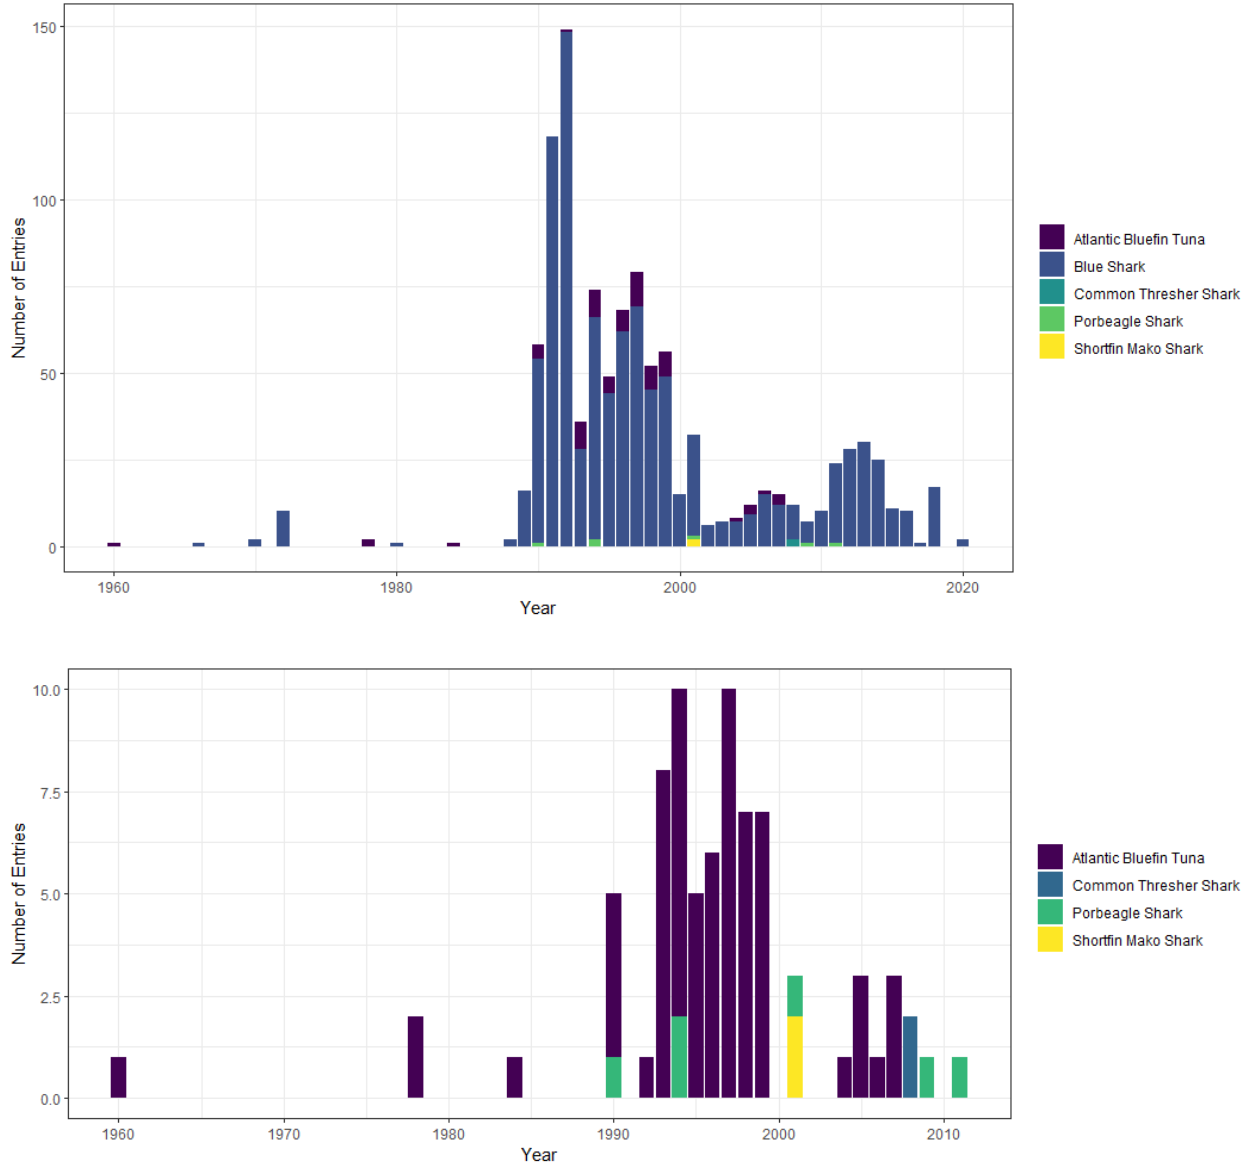 150
100
50
0
Number of Entries
1960
1980
2000
2020
Year
Atlantic Bluefin Tuna
Blue Shark
Common Thresher Shark
Porbeagle Shark
Shortfin Mako Shark
10.0
7.5
5.0
2.5
0.0
Number of Entries
1960
1970
1980
1990
2000
2010
Year
Atlantic Bluefin Tuna
Common Thresher Shark
Porbeagle Shark
Shortfin Mako Shark